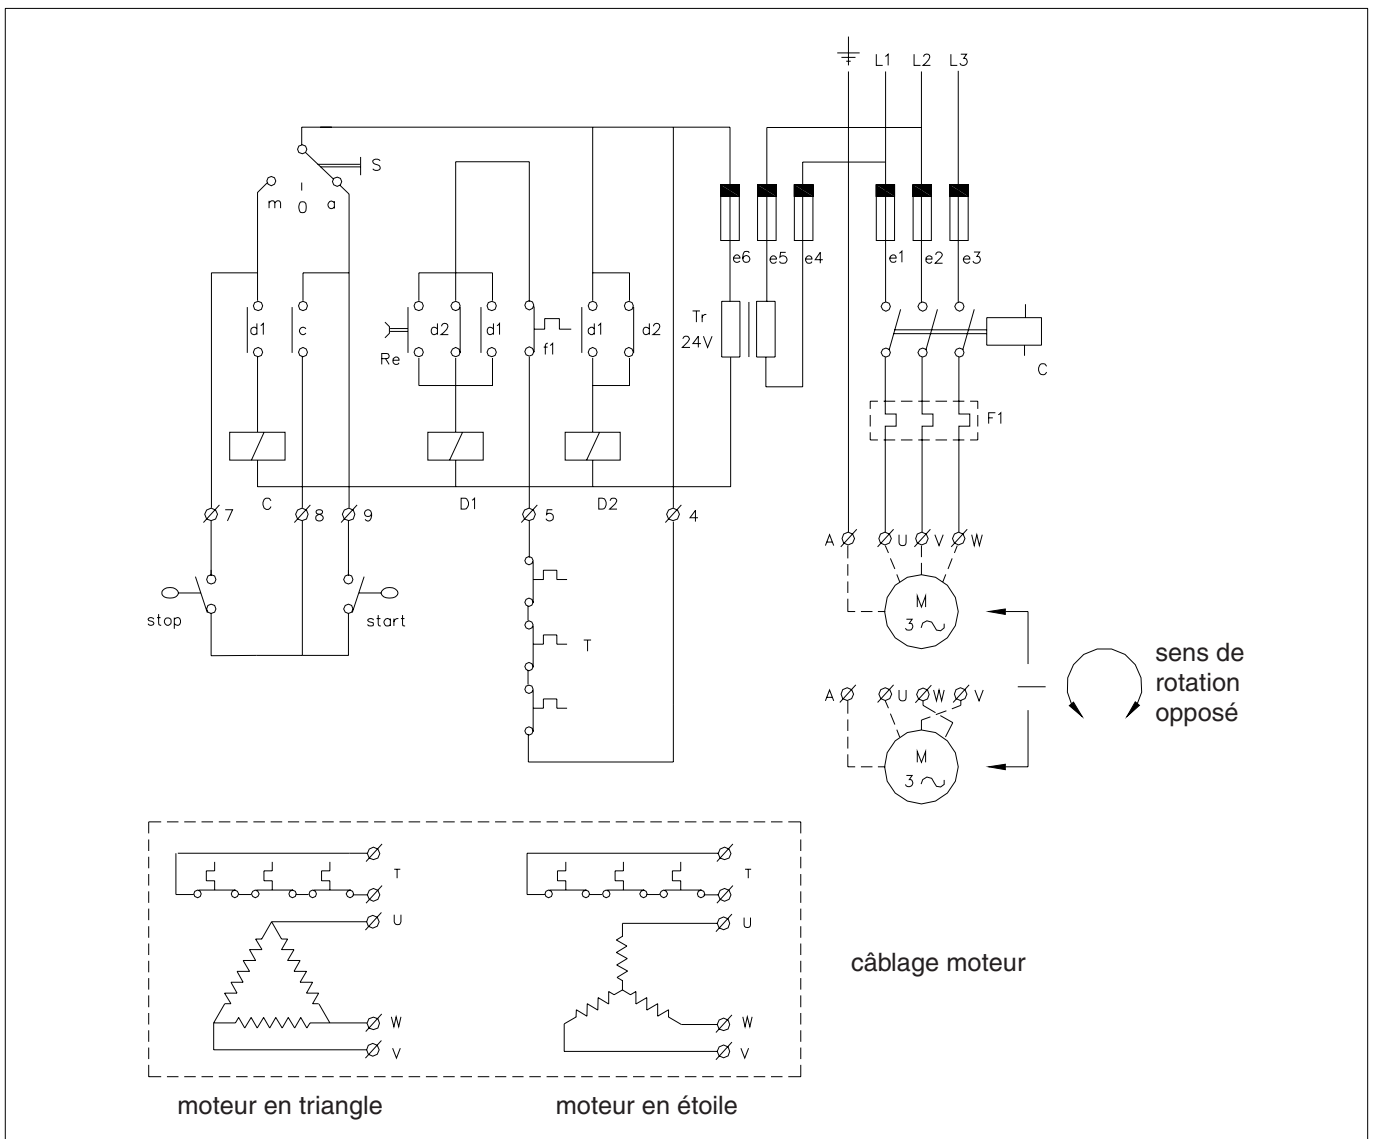 L1 L2 L3
S
m 0 a
e6 e5 e4 e1 e2 e3
d1 c d2 d1 d1 d2
Re f1
Tr
24V
C
F1
C D1 D2
7 8 9 5 4
A U V W
stop start
T
M
3
sens de
rotation
opposé
A U W V
M
3
T T
U U
W W
V V
câblage moteur
moteur en triangle moteur en étoile